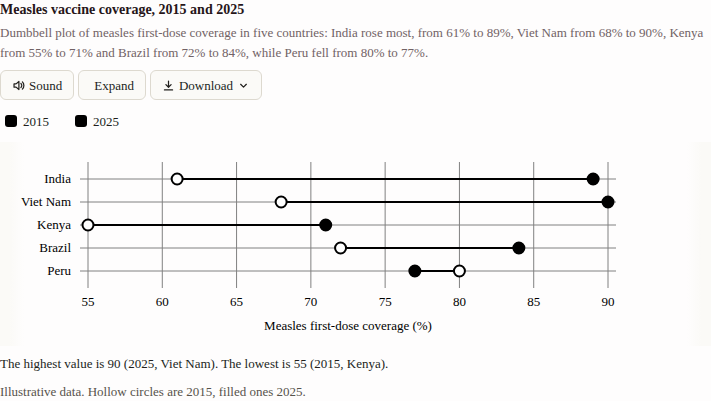 Measles vaccine coverage, 2015 and 2025
Dumbbell plot of measles first-dose coverage in five countries: India rose most, from 61% to 89%, Viet Nam from 68% to 90%, Kenya
from 55% to 71% and Brazil from 72% to 84%, while Peru fell from 80% to 77%.
Sound Expand Download
2015 2025
India
Viet Nam
Kenya
Brazil
Peru
55 60 65 70 75 80 85 90
Measles first-dose coverage (%)
The highest value is 90 (2025, Viet Nam). The lowest is 55 (2015, Kenya).
Illustrative data. Hollow circles are 2015, filled ones 2025.